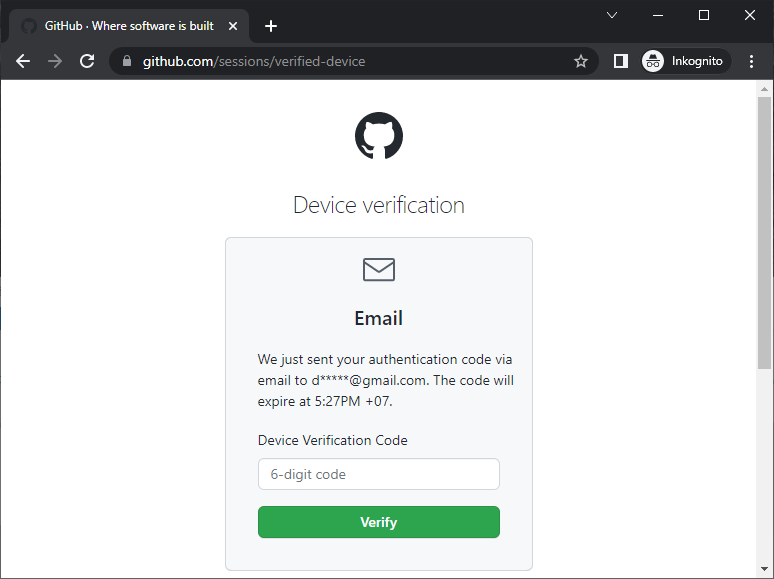 GitHub · Where software is built
github.com/sessions/verified-device
Inkognito
Device verification
Email
We just sent your authentication code via
email to d*****@gmail.com. The code will
expire at 5:27PM +07.
Device Verification Code
6-digit code
Verify